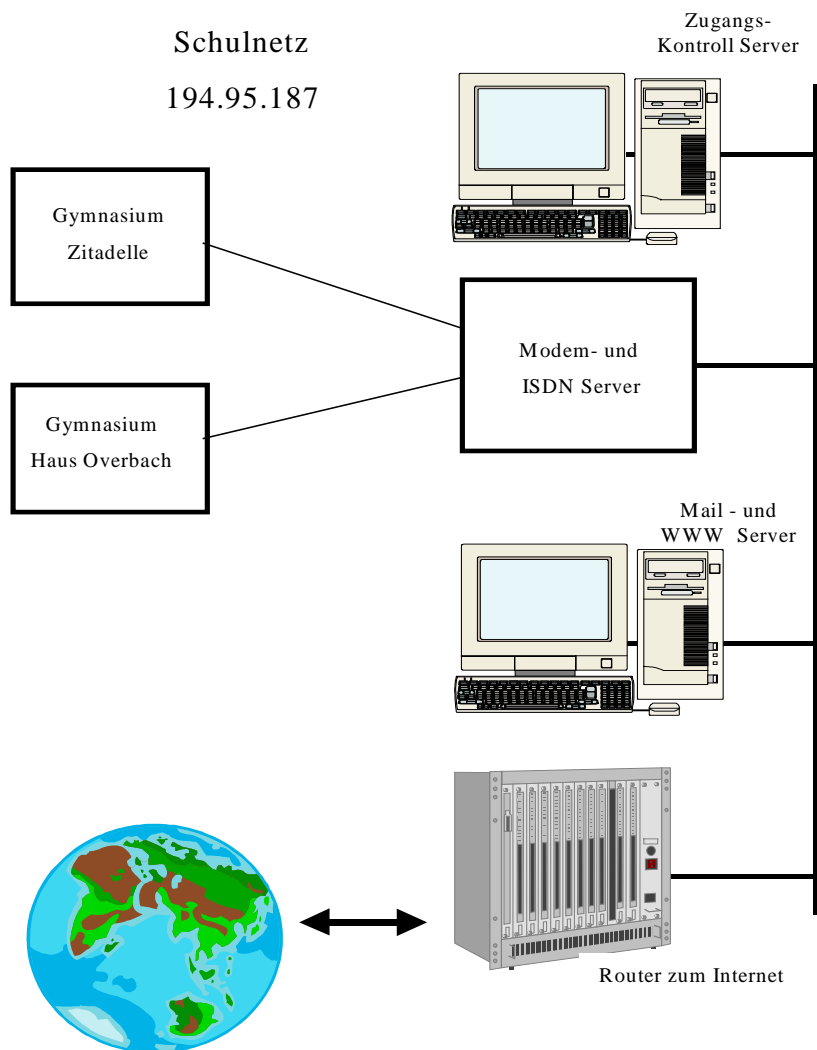 Schulnetz
194.95.187
Zugangs-
Kontroll Server
Gymnasium
Zitadelle
Modem- und
ISDN Server
Gymnasium
Haus Overbach
Mail - und
WWW Server
Router zum Internet